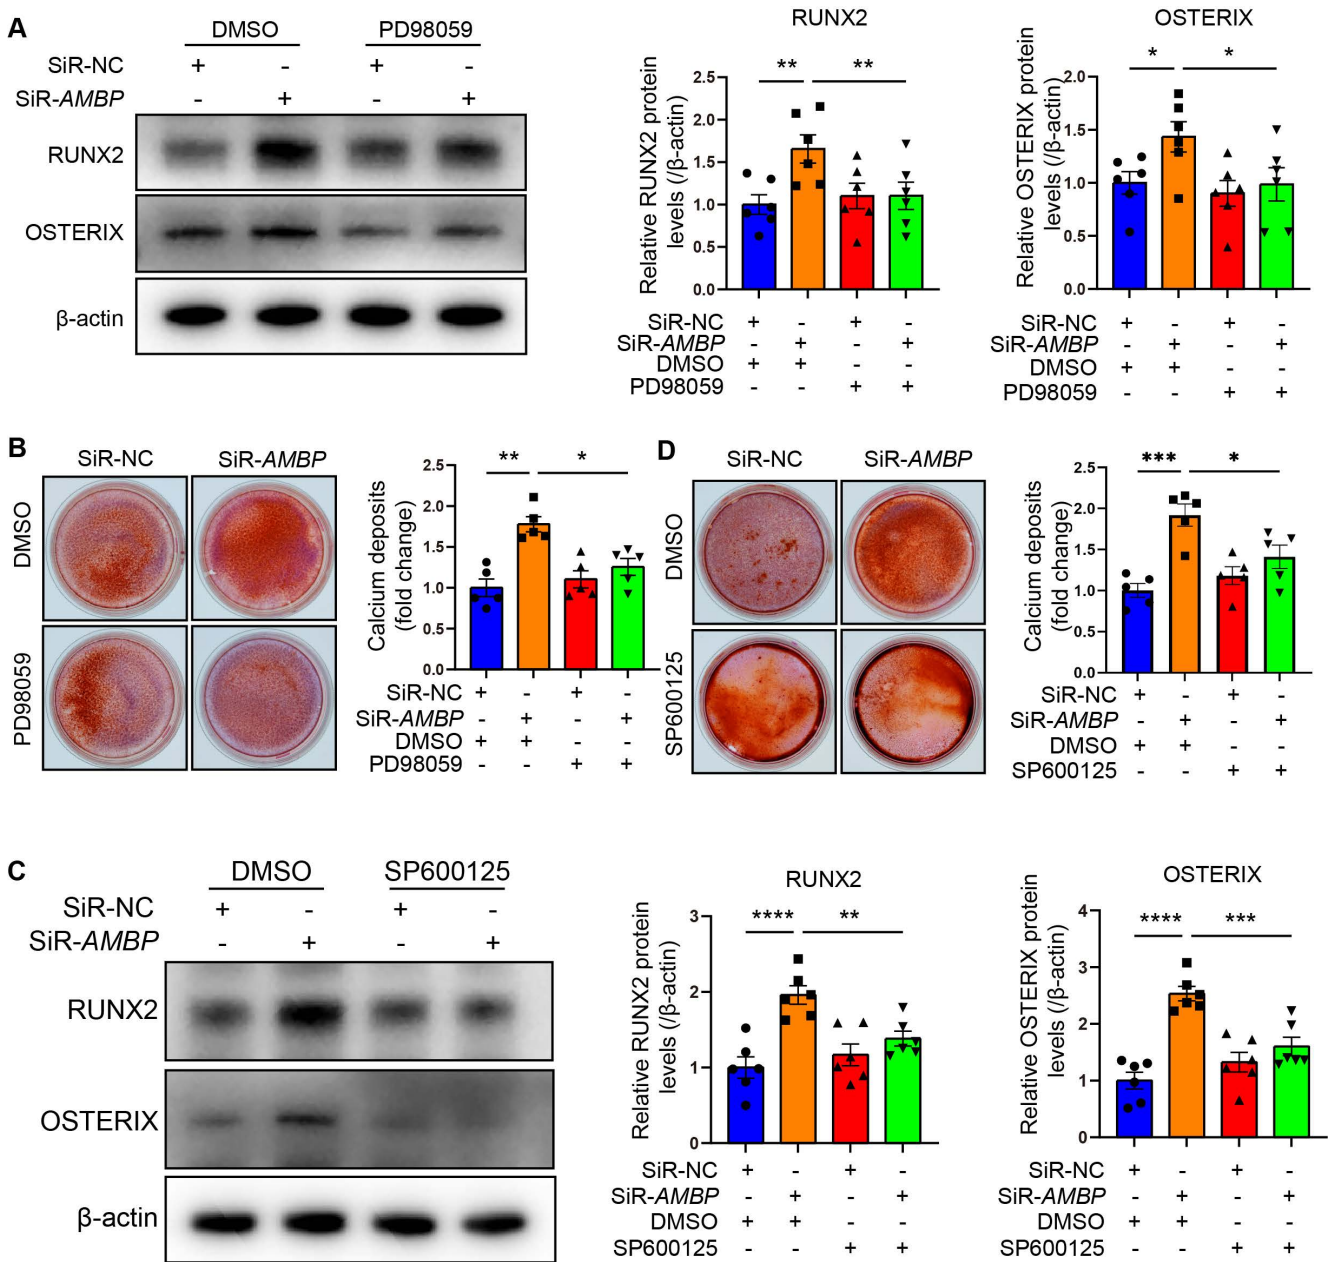 A
DMSO PD98059
SiR-NC + - + -
SiR-AMBP - + - +
RUNX2
OSTERIX
β-actin
RUNX2
** **
Relative RUNX2 protein
levels (/β-actin)
2.5
2.0
1.5
1.0
0.5
0.0
SiR-NC + - + -
SiR-AMBP - + - +
DMSO + + - -
PD98059 - - + +
OSTERIX
* *
Relative OSTERIX protein
levels (/β-actin)
2.0
1.5
1.0
0.5
0.0
SiR-NC + - + -
SiR-AMBP - + - +
DMSO + + - -
PD98059 - - + +
B
SiR-NC SiR-AMBP
DMSO
PD98059
** *
Calcium deposits
(fold change)
2.5
2.0
1.5
1.0
0.5
0.0
SiR-NC + - + -
SiR-AMBP - + - +
DMSO + + - -
PD98059 - - + +
D
SiR-NC SiR-AMBP
DMSO
SP600125
*** *
Calcium deposits
(fold change)
2.5
2.0
1.5
1.0
0.5
0.0
SiR-NC + - + -
SiR-AMBP - + - +
DMSO + + - -
SP600125 - - + +
C
DMSO SP600125
SiR-NC + - + -
SiR-AMBP - + - +
RUNX2
OSTERIX
β-actin
RUNX2
**** **
Relative RUNX2 protein
levels (/β-actin)
3
2
1
0
SiR-NC + - + -
SiR-AMBP - + - +
DMSO + + - -
SP600125 - - + +
OSTERIX
**** ***
Relative OSTERIX protein
levels (/β-actin)
4
3
2
1
0
SiR-NC + - + -
SiR-AMBP - + - +
DMSO + + - -
SP600125 - - + +